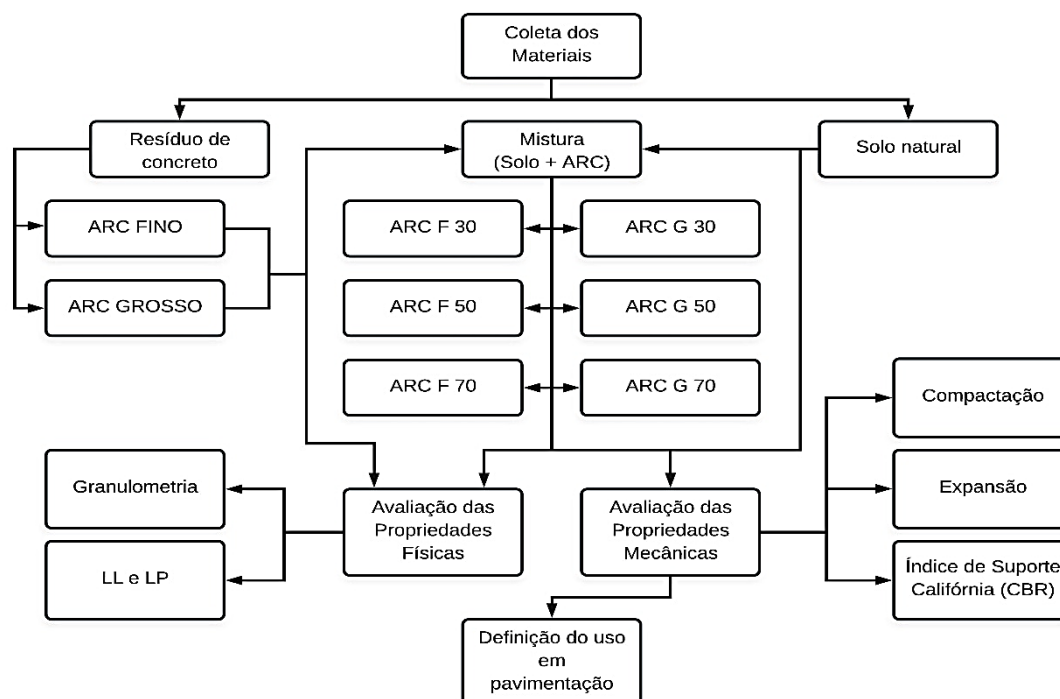 Coleta dos
Materiais
Resíduo de
concreto
Mistura
(Solo + ARC)
Solo natural
ARC FINO
ARC F 30
ARC G 30
ARC GROSSO
ARC F 50
ARC G 50
ARC F 70
ARC G 70
Compactação
Granulometria
Avaliação das
Propriedades
Físicas
Avaliação das
Propriedades
Mecânicas
Expansão
LL e LP
Índice de Suporte
Califórnia (CBR)
Definição do uso
em
pavimentação